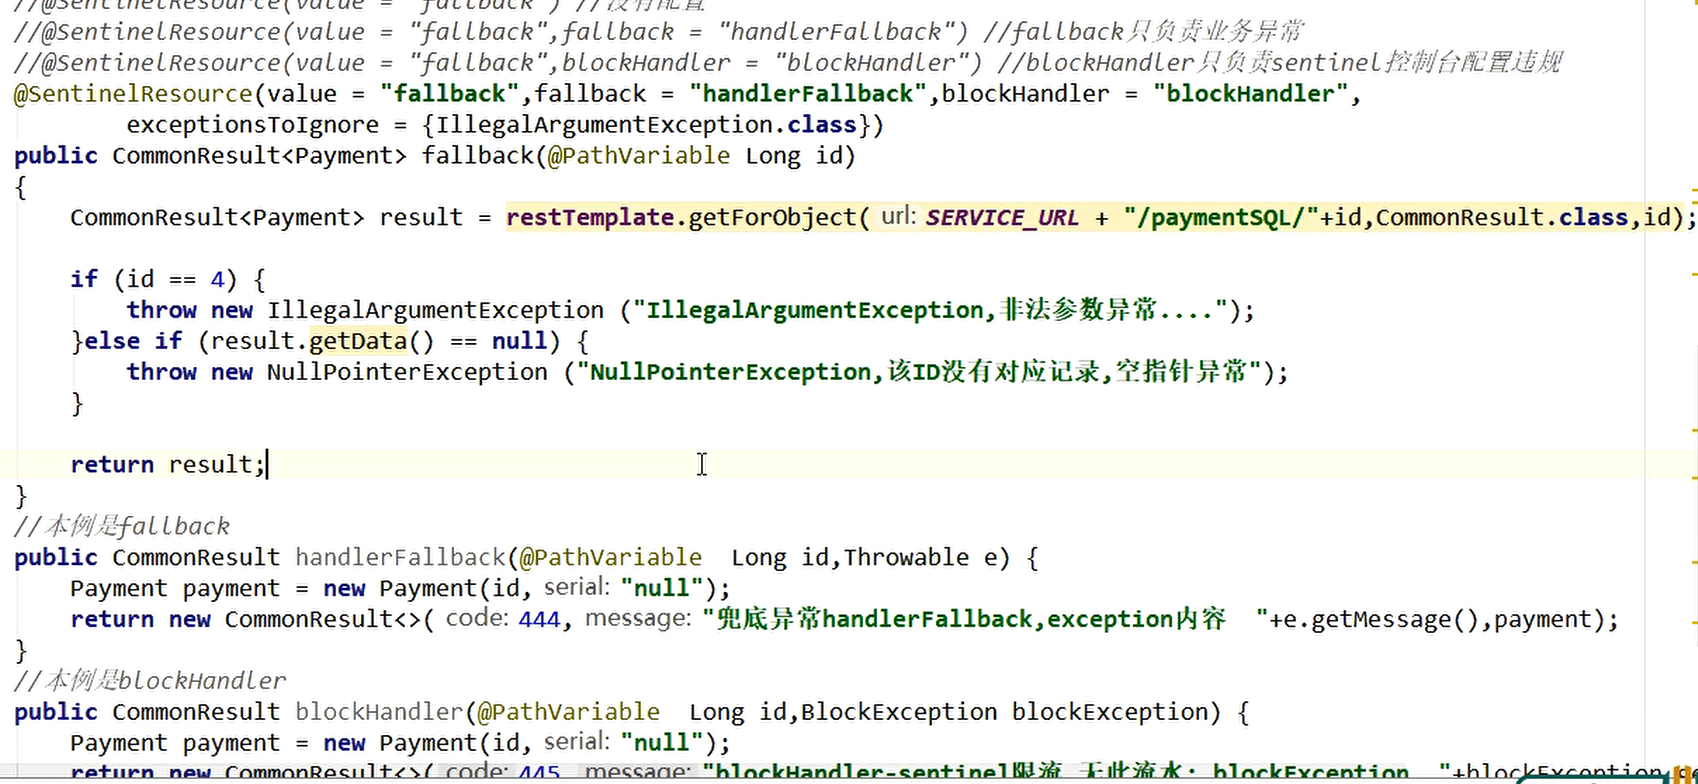 //@SentinelResource(value = "fallback") //没有配置
//@SentinelResource(value = "fallback",fallback = "handlerFallback") //fallback只负责业务异常
//@SentinelResource(value = "fallback",blockHandler = "blockHandler") //blockHandler只负责sentinel控制台配置违规
@SentinelResource(value = "fallback",fallback = "handlerFallback",blockHandler = "blockHandler",
exceptionsToIgnore = {IllegalArgumentException.class})
public CommonResult<Payment> fallback(@PathVariable Long id)
{
CommonResult<Payment> result = restTemplate.getForObject( url: SERVICE_URL + "/paymentSQL/"+id,CommonResult.class,id);
if (id == 4) {
throw new IllegalArgumentException ("IllegalArgumentException,非法参数异常....");
}else if (result.getData() == null) {
throw new NullPointerException ("NullPointerException,该ID没有对应记录,空指针异常");
}
return result;
}
//本例是fallback
public CommonResult handlerFallback(@PathVariable  Long id,Throwable e) {
Payment payment = new Payment(id, serial: "null");
return new CommonResult<>( code: 444, message: "兜底异常handlerFallback,exception内容  "+e.getMessage(),payment);
}
//本例是blockHandler
public CommonResult blockHandler(@PathVariable  Long id,BlockException blockException) {
Payment payment = new Payment(id, serial: "null");
return new CommonResult<>( code: 445, message: "blockHandler-sentinel限流,无此流水: blockException  "+blockException